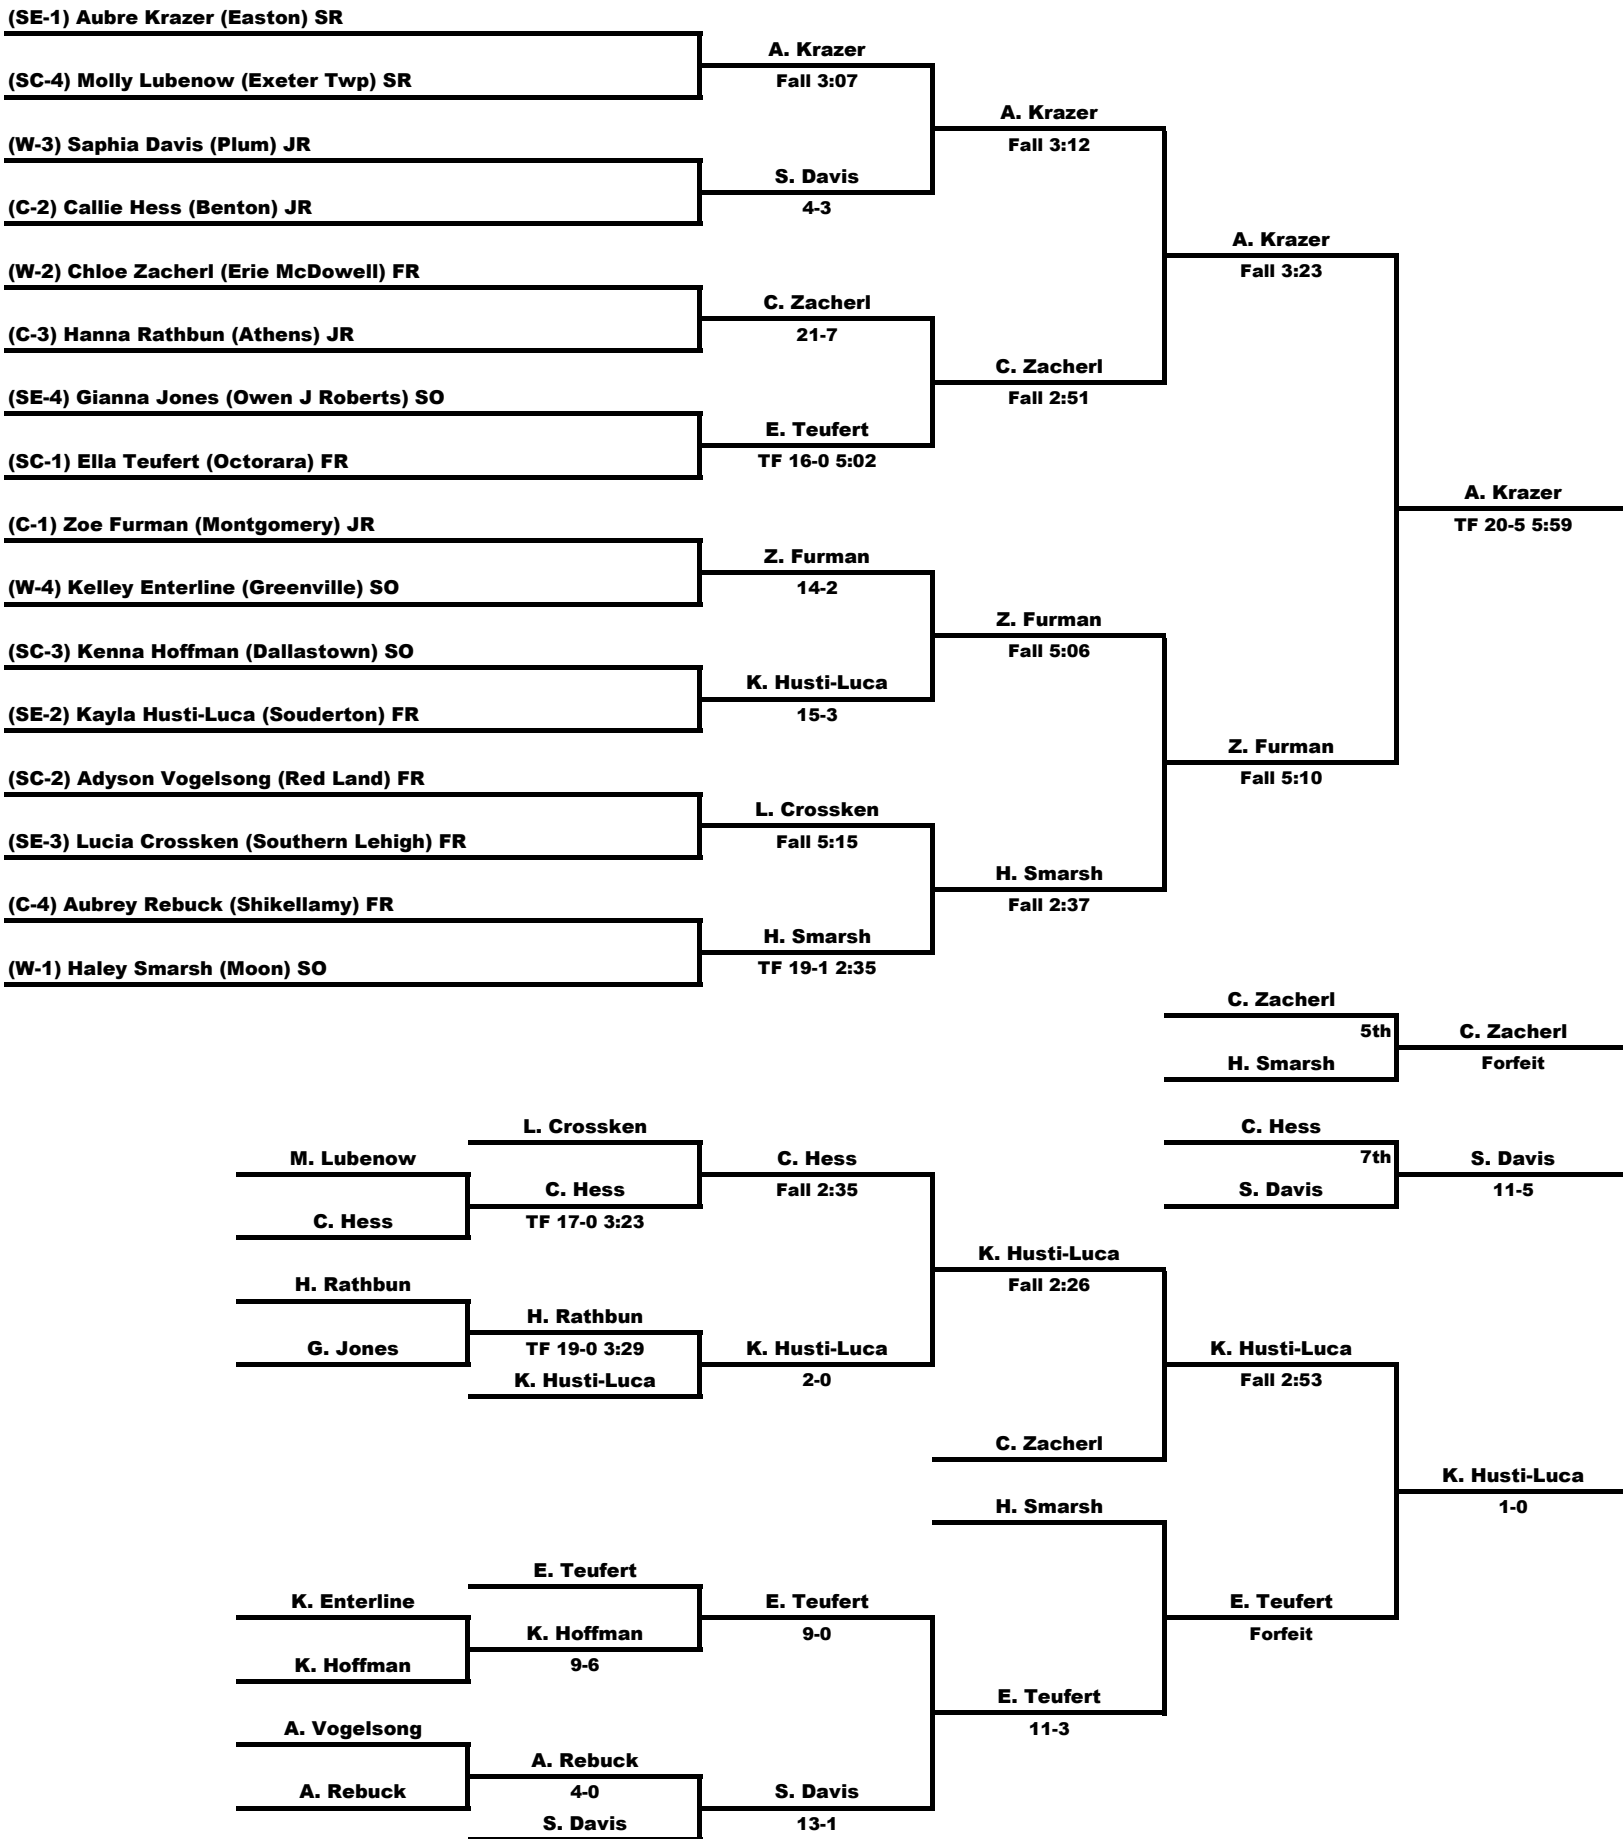 (SE-1) Aubre Krazer (Easton) SR
A. Krazer
(SC-4) Molly Lubenow (Exeter Twp) SR
Fall 3:07
A. Krazer
(W-3) Saphia Davis (Plum) JR
Fall 3:12
S. Davis
(C-2) Callie Hess (Benton) JR
4-3
A. Krazer
(W-2) Chloe Zacherl (Erie McDowell) FR
Fall 3:23
C. Zacherl
(C-3) Hanna Rathbun (Athens) JR
21-7
C. Zacherl
(SE-4) Gianna Jones (Owen J Roberts) SO
Fall 2:51
E. Teufert
(SC-1) Ella Teufert (Octorara) FR
TF 16-0 5:02
A. Krazer
(C-1) Zoe Furman (Montgomery) JR
TF 20-5 5:59
Z. Furman
(W-4) Kelley Enterline (Greenville) SO
14-2
Z. Furman
(SC-3) Kenna Hoffman (Dallastown) SO
Fall 5:06
K. Husti-Luca
(SE-2) Kayla Husti-Luca (Souderton) FR
15-3
Z. Furman
(SC-2) Adyson Vogelsong (Red Land) FR
Fall 5:10
L. Crossken
(SE-3) Lucia Crossken (Southern Lehigh) FR
Fall 5:15
H. Smarsh
(C-4) Aubrey Rebuck (Shikellamy) FR
Fall 2:37
H. Smarsh
(W-1) Haley Smarsh (Moon) SO
TF 19-1 2:35
C. Zacherl
5th
C. Zacherl
H. Smarsh
Forfeit
L. Crossken
C. Hess
M. Lubenow
C. Hess
7th
S. Davis
C. Hess
Fall 2:35
S. Davis
11-5
C. Hess
TF 17-0 3:23
K. Husti-Luca
H. Rathbun
Fall 2:26
H. Rathbun
G. Jones
TF 19-0 3:29
K. Husti-Luca
K. Husti-Luca
K. Husti-Luca
2-0
Fall 2:53
C. Zacherl
K. Husti-Luca
H. Smarsh
1-0
E. Teufert
K. Enterline
E. Teufert
E. Teufert
K. Hoffman
9-0
Forfeit
K. Hoffman
9-6
E. Teufert
A. Vogelsong
11-3
A. Rebuck
A. Rebuck
4-0
S. Davis
S. Davis
13-1